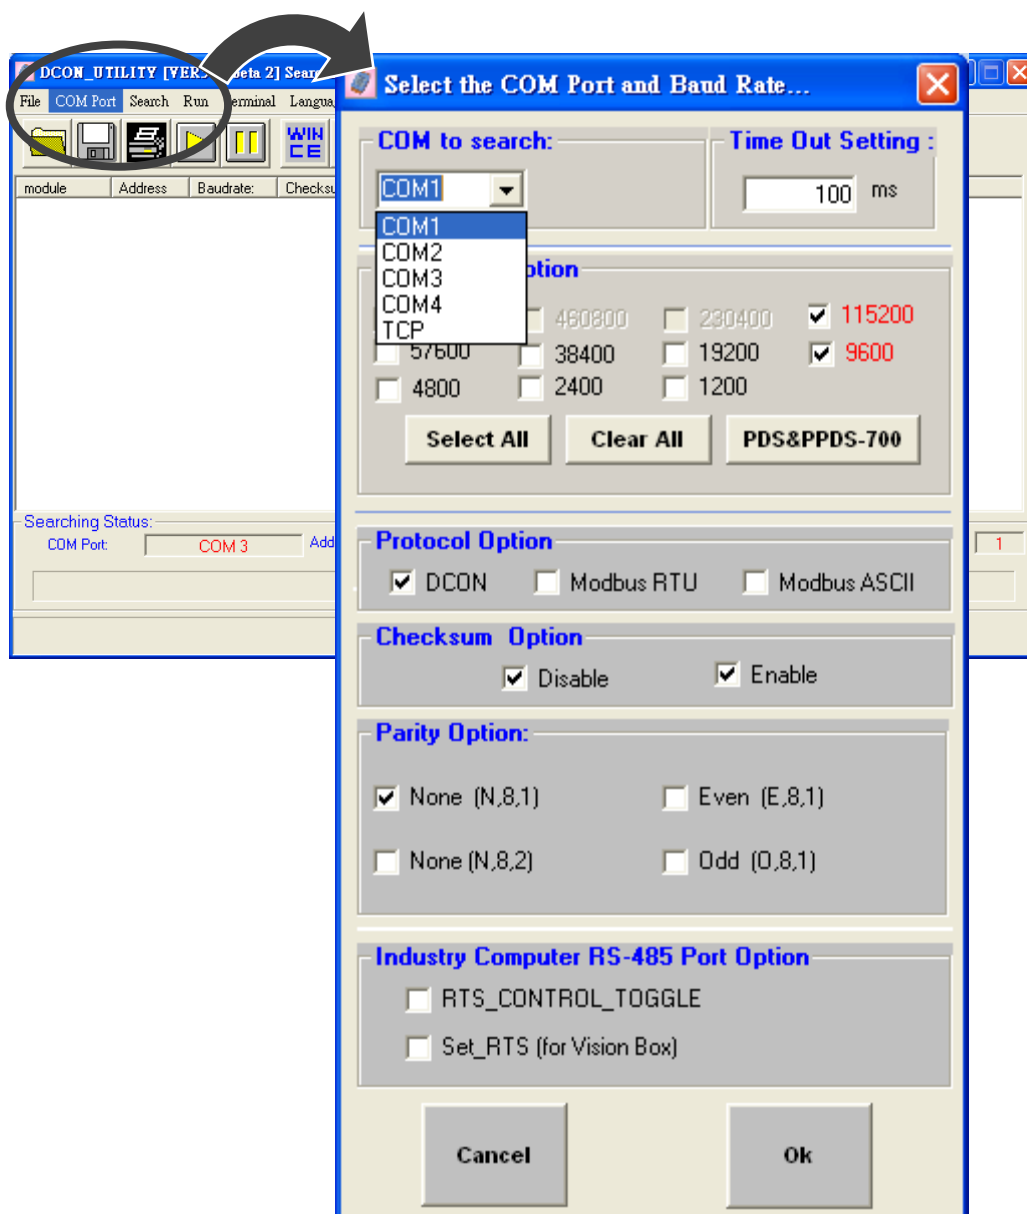 DCON_UTILITY [VER beta 2] Sear
File COM Port Search Run Terminal Langua
WIN
CE
module Address Baudrate: Checksu
Searching Status:
COM Port: COM 3 Add
1
Select the COM Port and Baud Rate...
COM to search:
Time Out Setting :
COM1
100 ms
COM1
COM2
COM3
COM4
TCP
ption
460800 230400 115200
57600 38400 19200 9600
4800 2400 1200
Select All Clear All PDS&PPDS-700
Protocol Option
DCON Modbus RTU Modbus ASCII
Checksum Option
Disable Enable
Parity Option:
None (N,8,1) Even (E,8,1)
None (N,8,2) Odd (O,8,1)
Industry Computer RS-485 Port Option
RTS_CONTROL_TOGGLE
Set_RTS (for Vision Box)
Cancel Ok